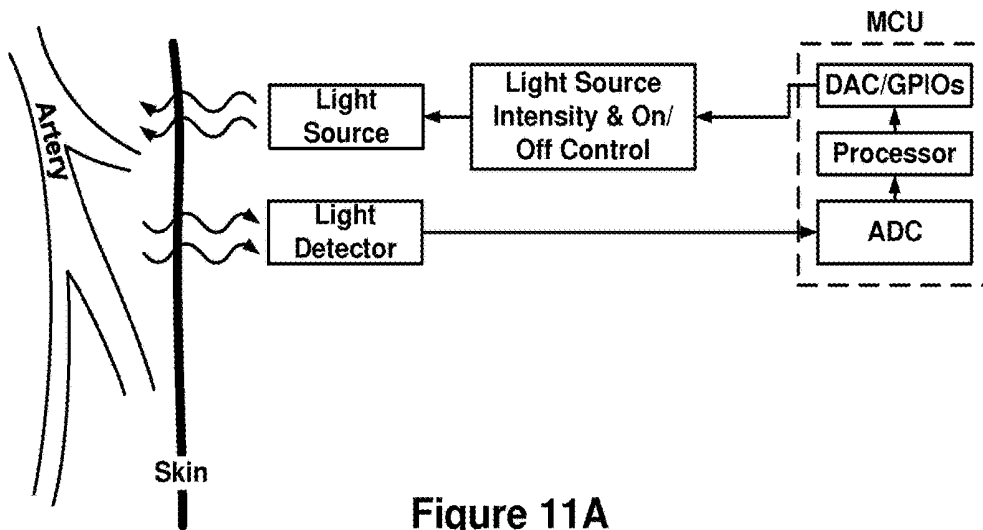 MCU
Artery
Light
Source
Light Source
Intensity & On/
Off Control
DAC/GPIOs
Processor
ADC
Light
Detector
Skin
Figure 11A